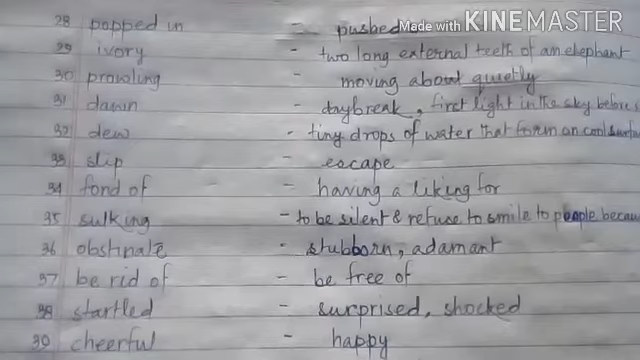 28 popped in - pushed
Made with KINEMASTER
29 ivory - two long external teeth of an elephant
30 prowling - moving about quietly
31 dawn - daybreak, first light in the sky before
32 dew - tiny drops of water that form on cool surfa
33 slip - escape
34 fond of - having a liking for
35 sulking - to be silent & refuse to smile to people becau
36 obstinate - stubborn, adamant
37 be rid of - be free of
38 startled - surprised, shocked
39 cheerful - happy